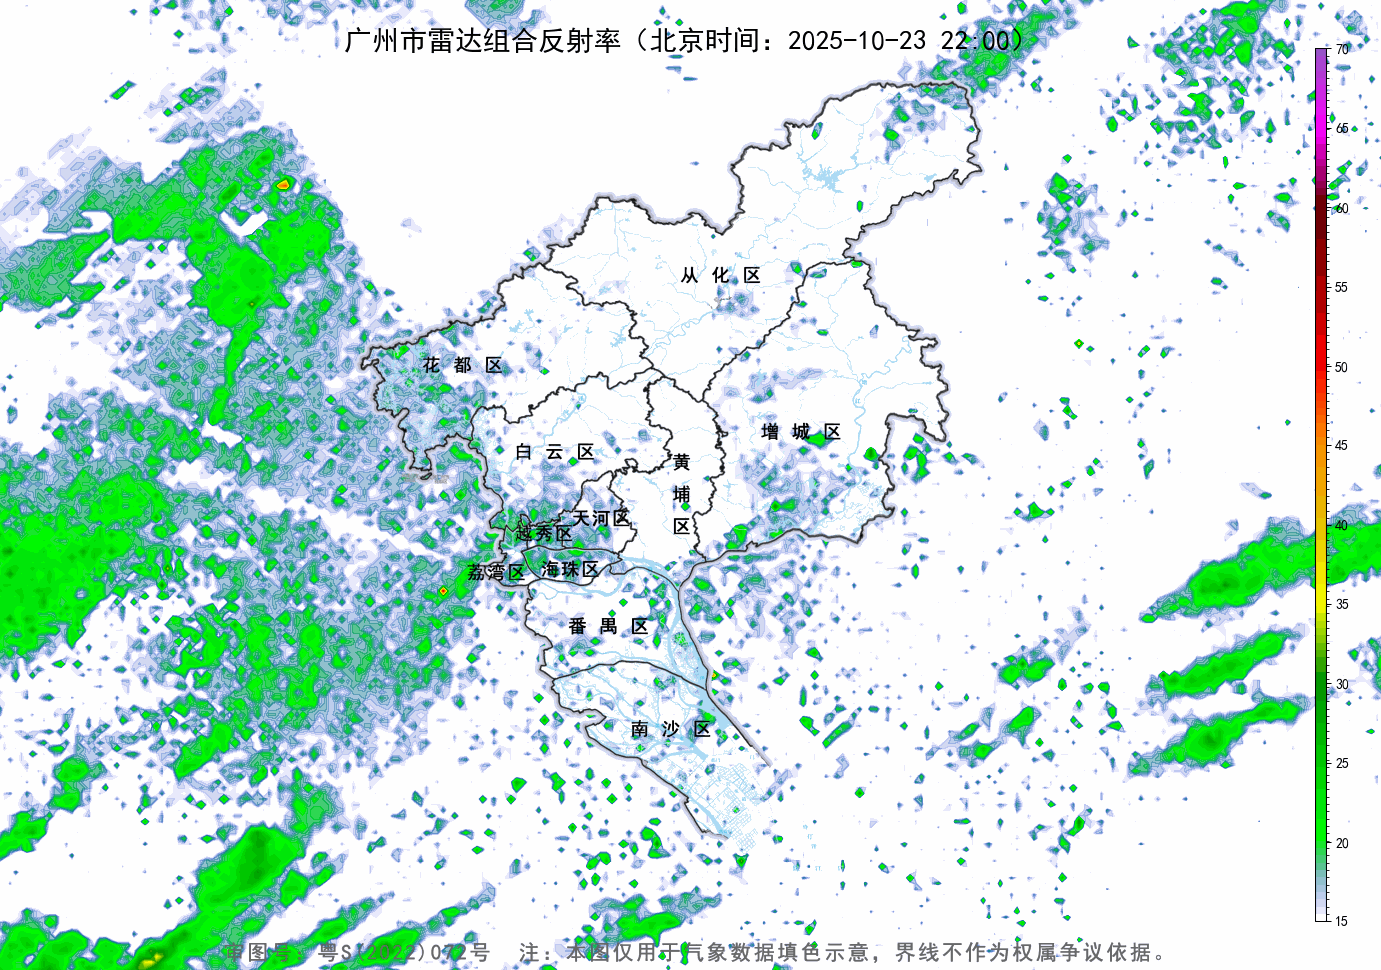 广州市雷达组合反射率（北京时间：2025-10-23 22:00）
70
65
60
55
50
45
40
35
30
25
20
15
从化区
花都区
增城区
白云区
黄埔区
天河区
越秀区
荔湾区
海珠区
番禺区
南沙区
审图号：粤S(2022)072号 注：本图仅用于气象数据填色示意，界线不作为权属争议依据。